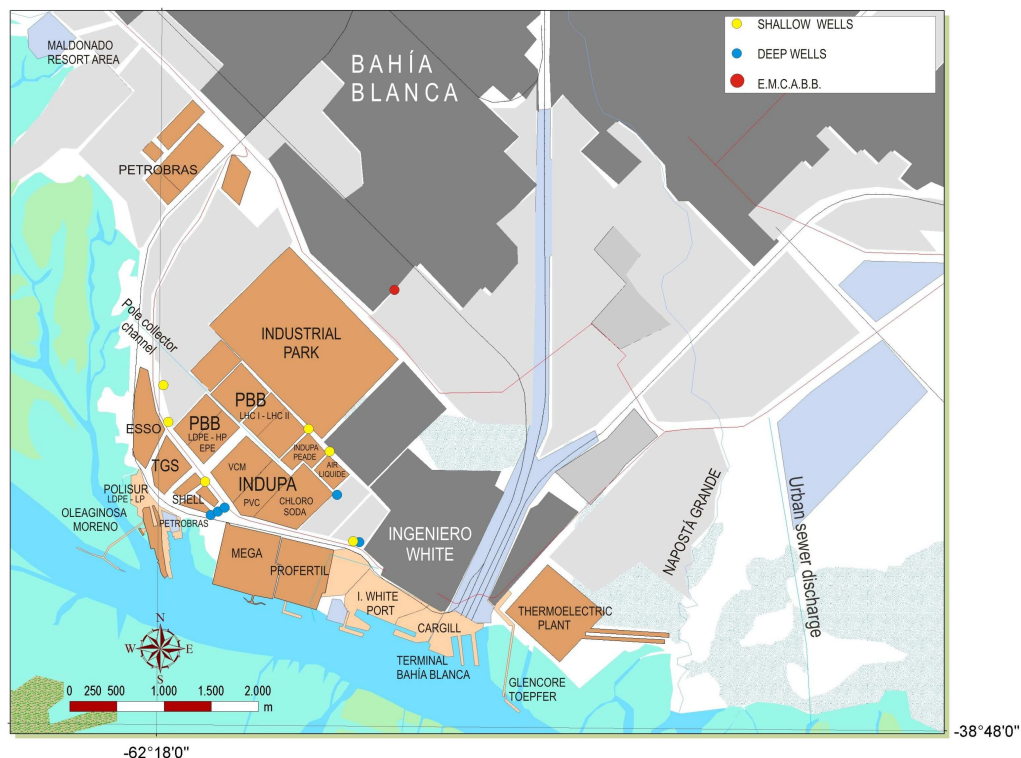 MALDONADO
RESORT AREA
BAHÍA
BLANCA
SHALLOW WELLS
DEEP WELLS
E.M.C.A.B.B.
PETROBRAS
Pole collector
channel
INDUSTRIAL
PARK
PBB
LHC I - LHC II
PBB
LDPE - HP
EPE
ESSO
INDUPA
PEADE
AIR
LIQUIDE
TGS
VCM
INDUPA
PVC
CHLORO
SODA
POLISUR
LDPE - LP
SHELL
OLEAGINOSA
MORENO
PETROBRAS
INGENIERO
WHITE
NAPOSTÁ GRANDE
Urban sewer discharge
MEGA
PROFERTIL
I. WHITE
PORT
CARGILL
THERMOELECTRIC
PLANT
TERMINAL
BAHÍA BLANCA
GLENCORE
TOEPFER
N
W
E
S
0 250 500 1.000 1.500 2.000
m
-38°48'0"
-62°18'0"